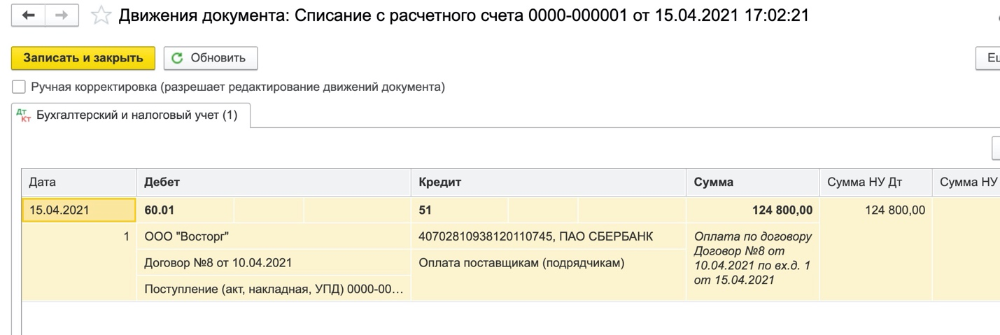 Движения документа: Списание с расчетного счета 0000-000001 от 15.04.2021 17:02:21
Записать и закрыть Обновить
Ручная корректировка (разрешает редактирование движений документа)
Дт Кт Бухгалтерский и налоговый учет (1)
Дата Дебет Кредит Сумма Сумма НУ Дт Сумма НУ
15.04.2021 60.01 51 124 800,00 124 800,00
1 ООО "Восторг" 40702810938120110745, ПАО СБЕРБАНК Оплата по договору
Договор №8 от
10.04.2021 по вх.д. 1
от 15.04.2021
Договор №8 от 10.04.2021 Оплата поставщикам (подрядчикам)
Поступление (акт, накладная, УПД) 0000-00...